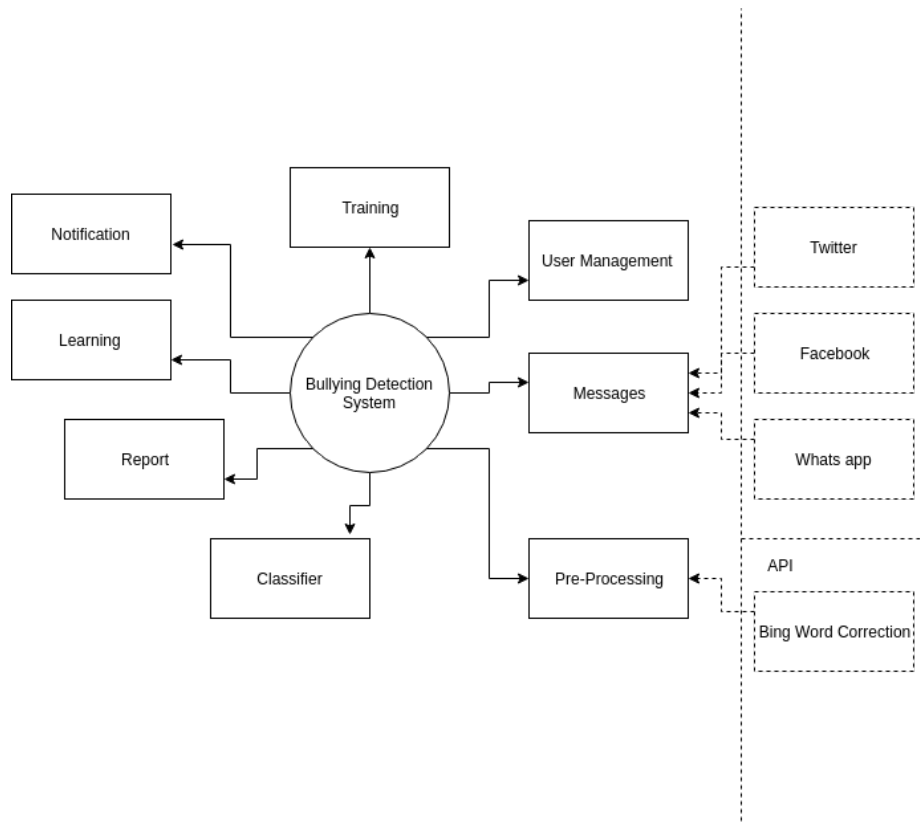 Training
Notification
User Management
Twitter
Learning
Bullying Detection
System
Messages
Facebook
Report
Whats app
Classifier
Pre-Processing
API
Bing Word Correction